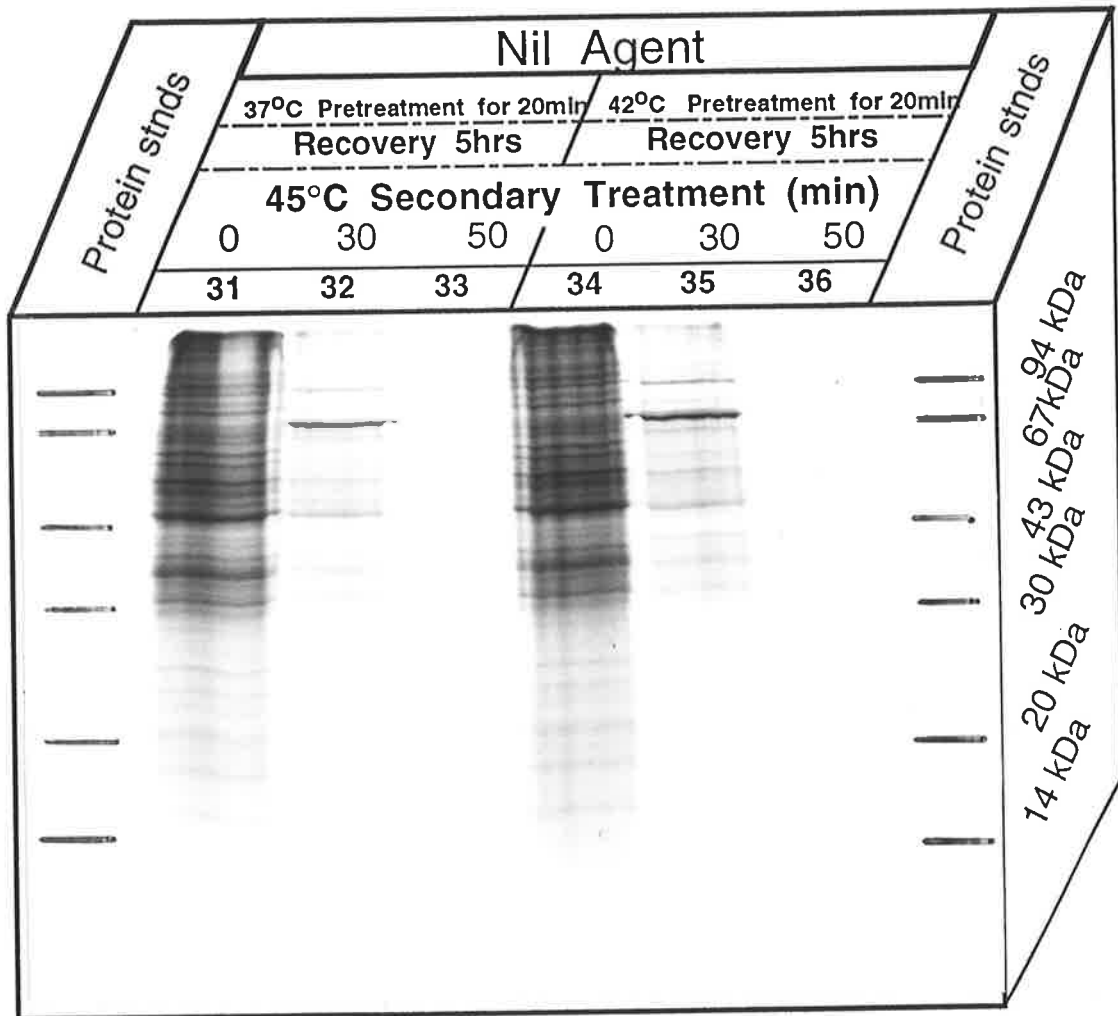 Nil Agent
Protein stnds
37ºC Pretreatment for 20min
42ºC Pretreatment for 20min
Recovery 5hrs
Recovery 5hrs
45°C Secondary Treatment (min)
0 30 50 0 30 50
31 32 33 34 35 36
Protein stnds
94 kDa
67kDa
43 kDa
30 kDa
20 kDa
14 kDa